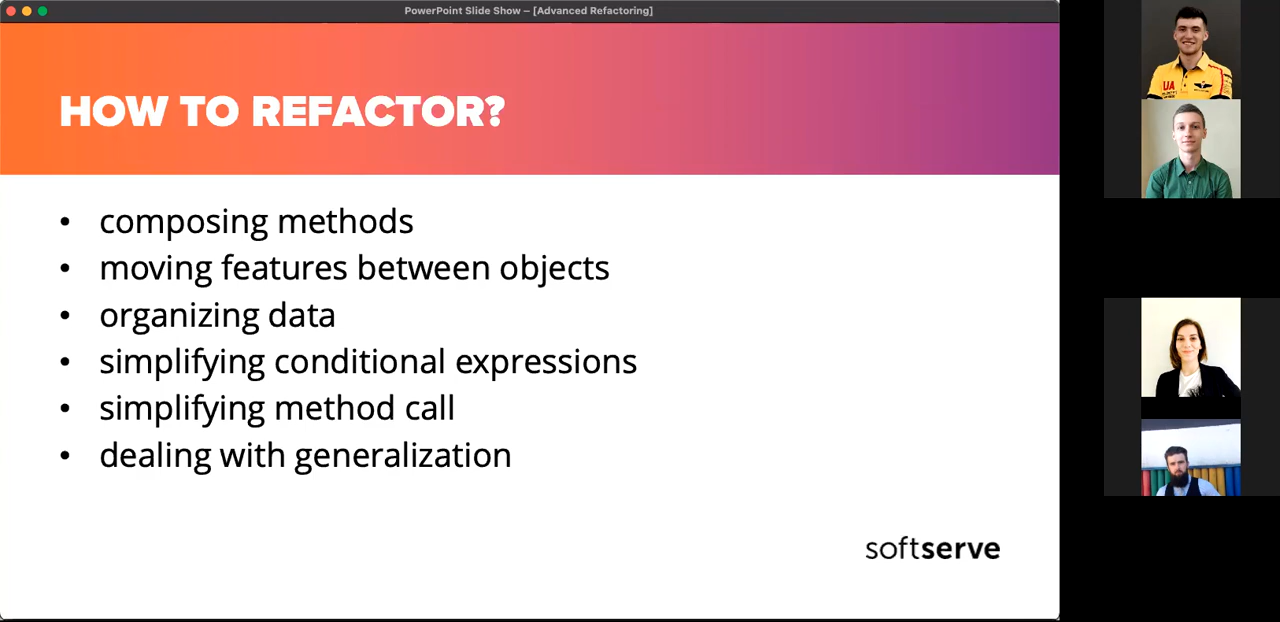 PowerPoint Slide Show – [Advanced Refactoring]
HOW TO REFACTOR?
• composing methods
• moving features between objects
• organizing data
• simplifying conditional expressions
• simplifying method call
• dealing with generalization
softserve
UA